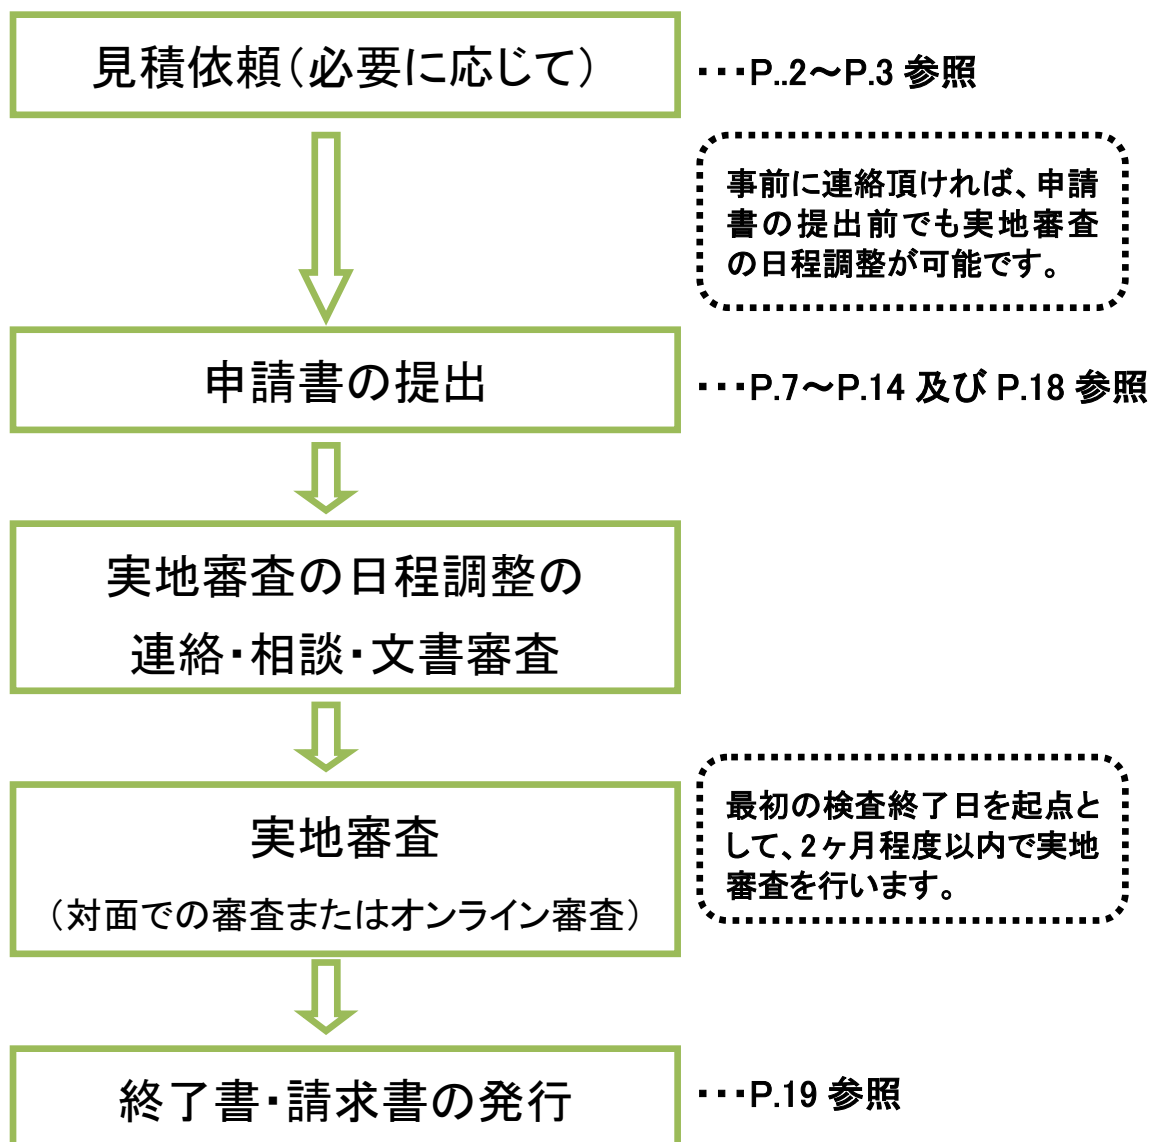 見積依頼(必要に応じて)
・・・P..2～P.3 参照
事前に連絡頂ければ、申請
書の提出前でも実地審査
の日程調整が可能です。
申請書の提出
・・・P.7～P.14 及び P.18 参照
実地審査の日程調整の
連絡・相談・文書審査
実地審査
(対面での審査またはオンライン審査)
最初の検査終了日を起点と
して、2ヶ月程度以内で実地
審査を行います。
終了書・請求書の発行
・・・P.19 参照